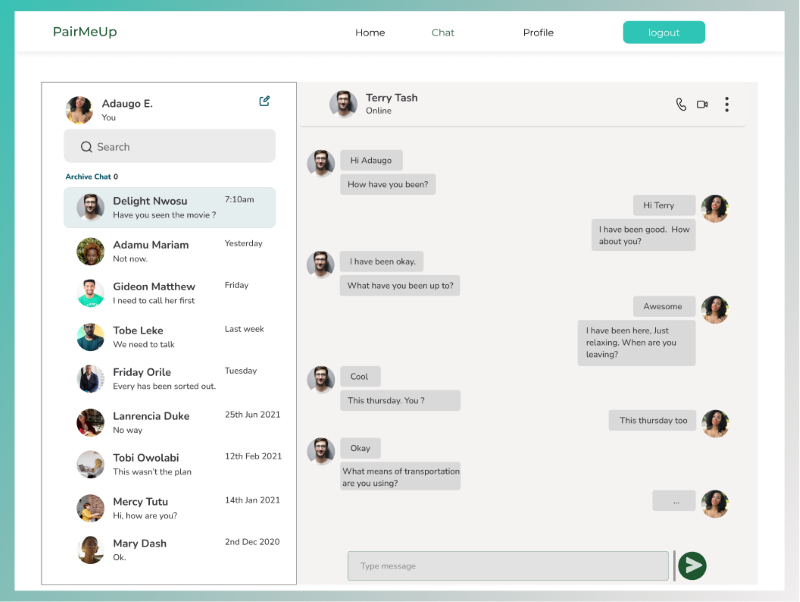 PairMeUp
Home
Chat
Profile
logout
Adaugo E.
You
Search
Archive Chat 0
Delight Nwosu
7:10am
Have you seen the movie ?
Adamu Mariam
Yesterday
Not now.
Gideon Matthew
Friday
I need to call her first
Tobe Leke
Last week
We need to talk
Friday Orile
Tuesday
Every has been sorted out.
Lanrencia Duke
25th Jun 2021
No way
Tobi Owolabi
12th Feb 2021
This wasn't the plan
Mercy Tutu
14th Jan 2021
Hi, how are you?
Mary Dash
2nd Dec 2020
Ok.
Terry Tash
Online
Hi Adaugo
How have you been?
Hi Terry
I have been good. How
about you?
I have been okay.
What have you been up to?
Awesome
I have been here, Just
relaxing, When are you
leaving?
Cool
This thursday. You ?
This thursday too
Okay
What means of transportation
are you using?
...
Type message